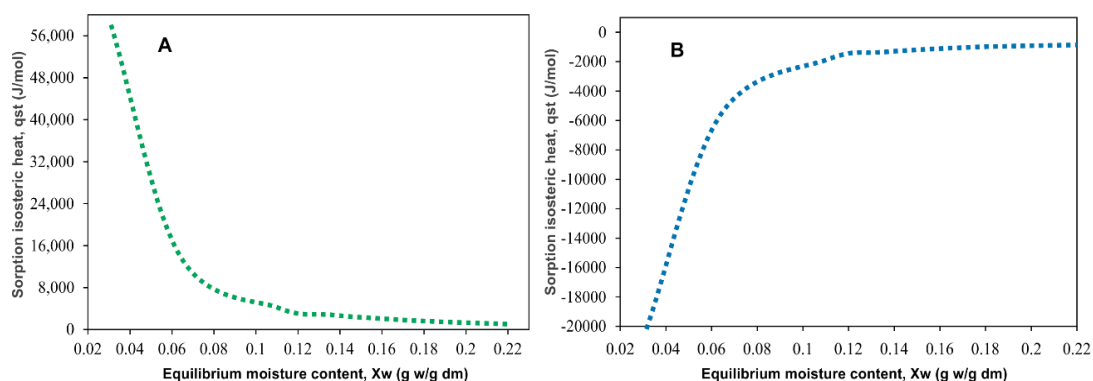 A
Sorption isosteric heat, qst (J/mol)
56,000
48,000
40,000
32,000
24,000
16,000
8,000
0
0.02 0.04 0.06 0.08 0.1 0.12 0.14 0.16 0.18 0.2 0.22
Equilibrium moisture content, Xw (g w/g dm)
B
Sorption isosteric heat, qst (J/mol)
0
-2000
-4000
-6000
-8000
-10000
-12000
-14000
-16000
-18000
-20000
0.02 0.04 0.06 0.08 0.1 0.12 0.14 0.16 0.18 0.2 0.22
Equilibrium moisture content, Xw (g w/g dm)